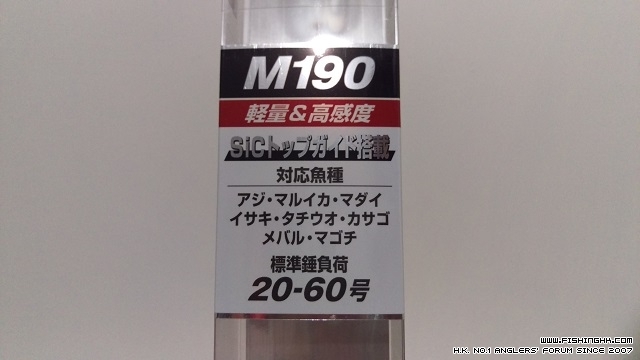 M190
軽量&高感度
SiCトップガイド搭載
対応魚種
アジ・マルイカ・マダイ
イサキ・タチウオ・カサゴ
メバル・マゴチ
標準錘負荷
20-60号
www.FISHINGHK.COM
H.K. NO.1 ANGLERS' FORUM SINCE 2007